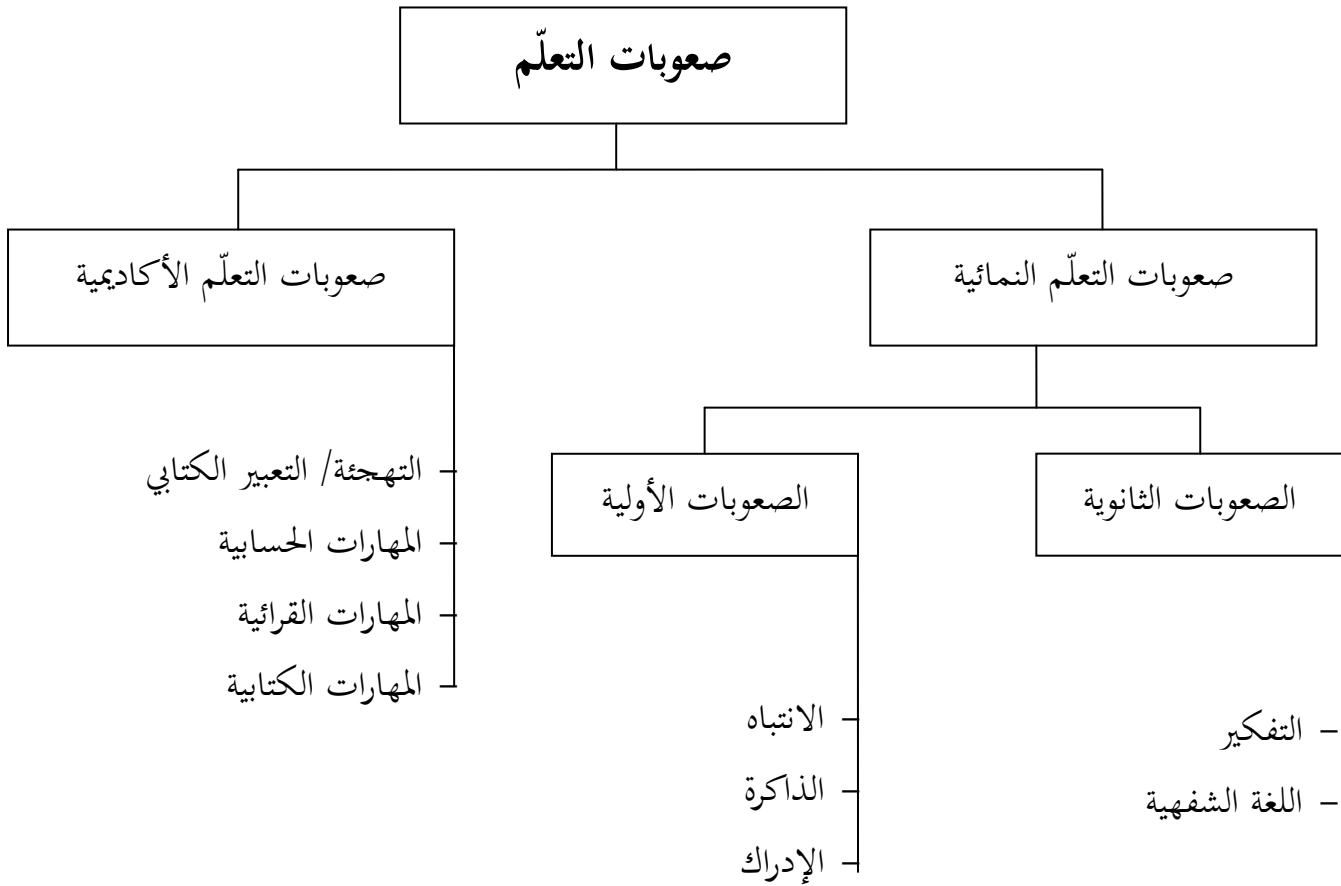 صعوبات التعلّم
صعوبات التعلّم النمائية
صعوبات التعلّم الأكاديمية
الصعوبات الثانوية
الصعوبات الأولية
– التفكير
– اللغة الشفهية
– الانتباه
– الذاكرة
– الإدراك
– التهجئة/ التعبير الكتابي
– المهارات الحسابية
– المهارات القرائية
– المهارات الكتابية